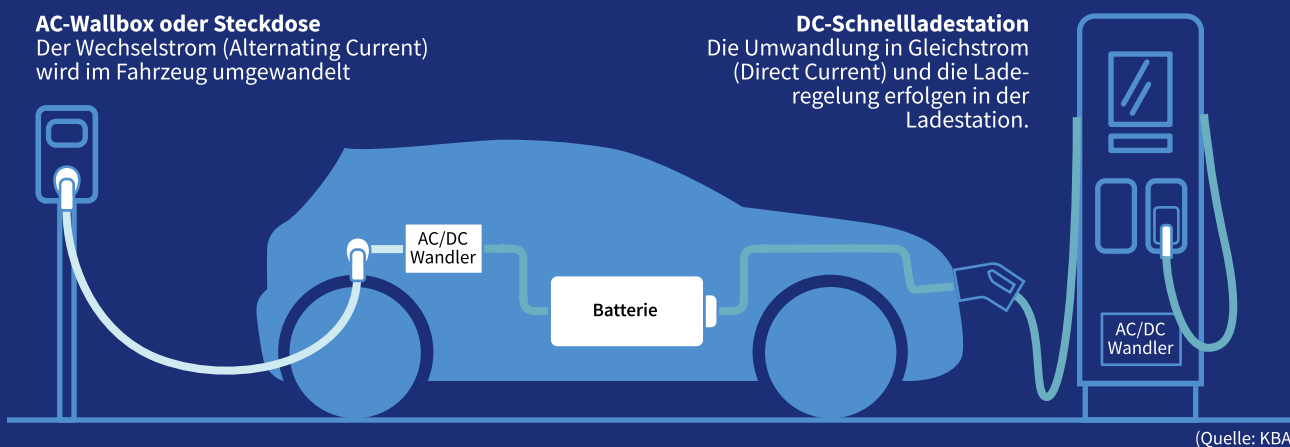 AC-Wallbox oder Steckdose
Der Wechselstrom (Alternating Current)
wird im Fahrzeug umgewandelt
DC-Schnellladestation
Die Umwandlung in Gleichstrom
(Direct Current) und die Lade-
regelung erfolgen in der
Ladestation.
AC/DC
Wandler
Batterie
AC/DC
Wandler
(Quelle: KBA